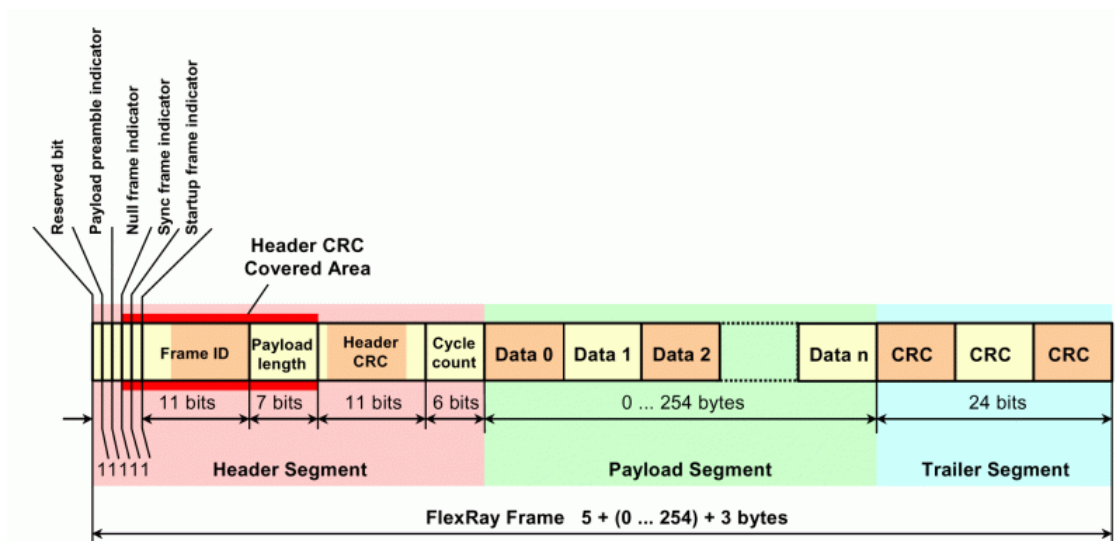 Reserved bit
Payload preamble indicator
Null frame indicator
Sync frame indicator
Startup frame indicator
Header CRC
Covered Area
Frame ID
Payload
length
Header
CRC
Cycle
count
Data 0
Data 1
Data 2
Data n
CRC
CRC
CRC
11 bits
7 bits
11 bits
6 bits
0 ... 254 bytes
24 bits
11111
Header Segment
Payload Segment
Trailer Segment
FlexRay Frame 5 + (0 ... 254) + 3 bytes